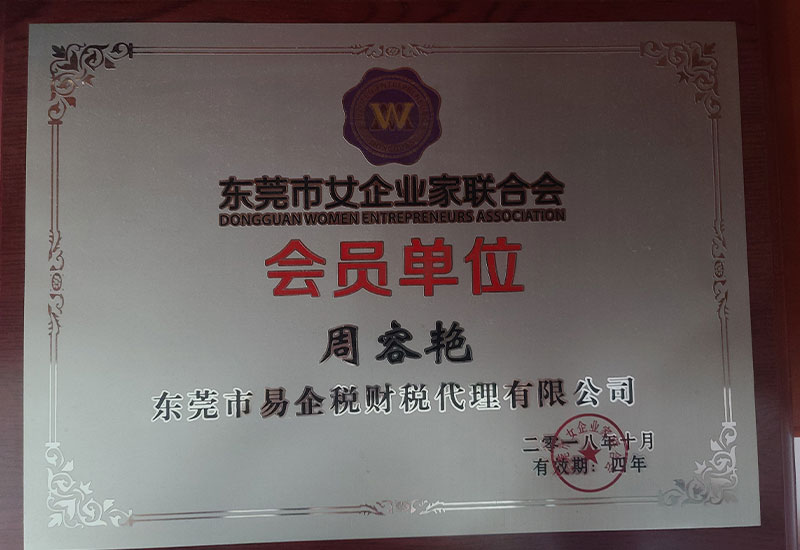 W
东莞市女企业家联合会
DONGGUAN WOMEN ENTREPRENEURS ASSOCIATION
会员单位
周容艳
东莞市易企税财税代理有限公司
二零一八年十月
有效期：四年